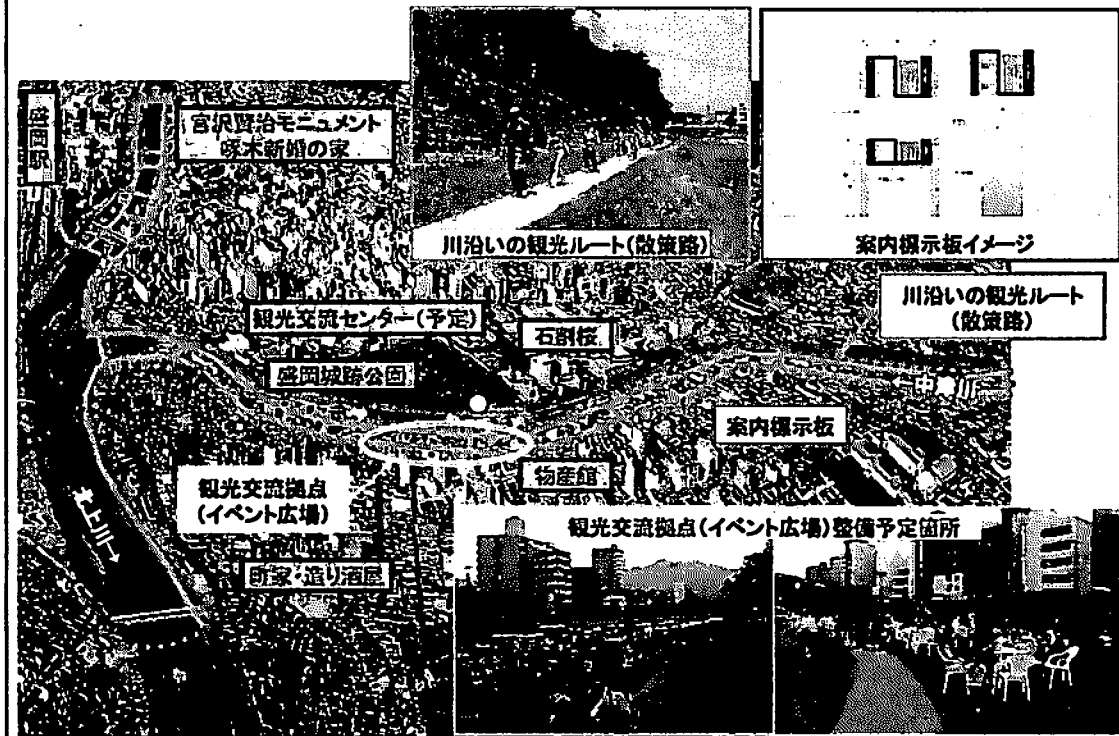 盛岡駅
宮沢賢治モニュメント
啄木新婚の家
川沿いの観光ルート(散策路)
案内標示板イメージ
川沿いの観光ルート
(散策路)
観光交流センター(予定)
石割桜
盛岡城跡公園
←中津川
案内標示板
観光交流拠点
(イベント広場)
物産館
北上川→
町家・造り酒屋
観光交流拠点(イベント広場)整備予定箇所